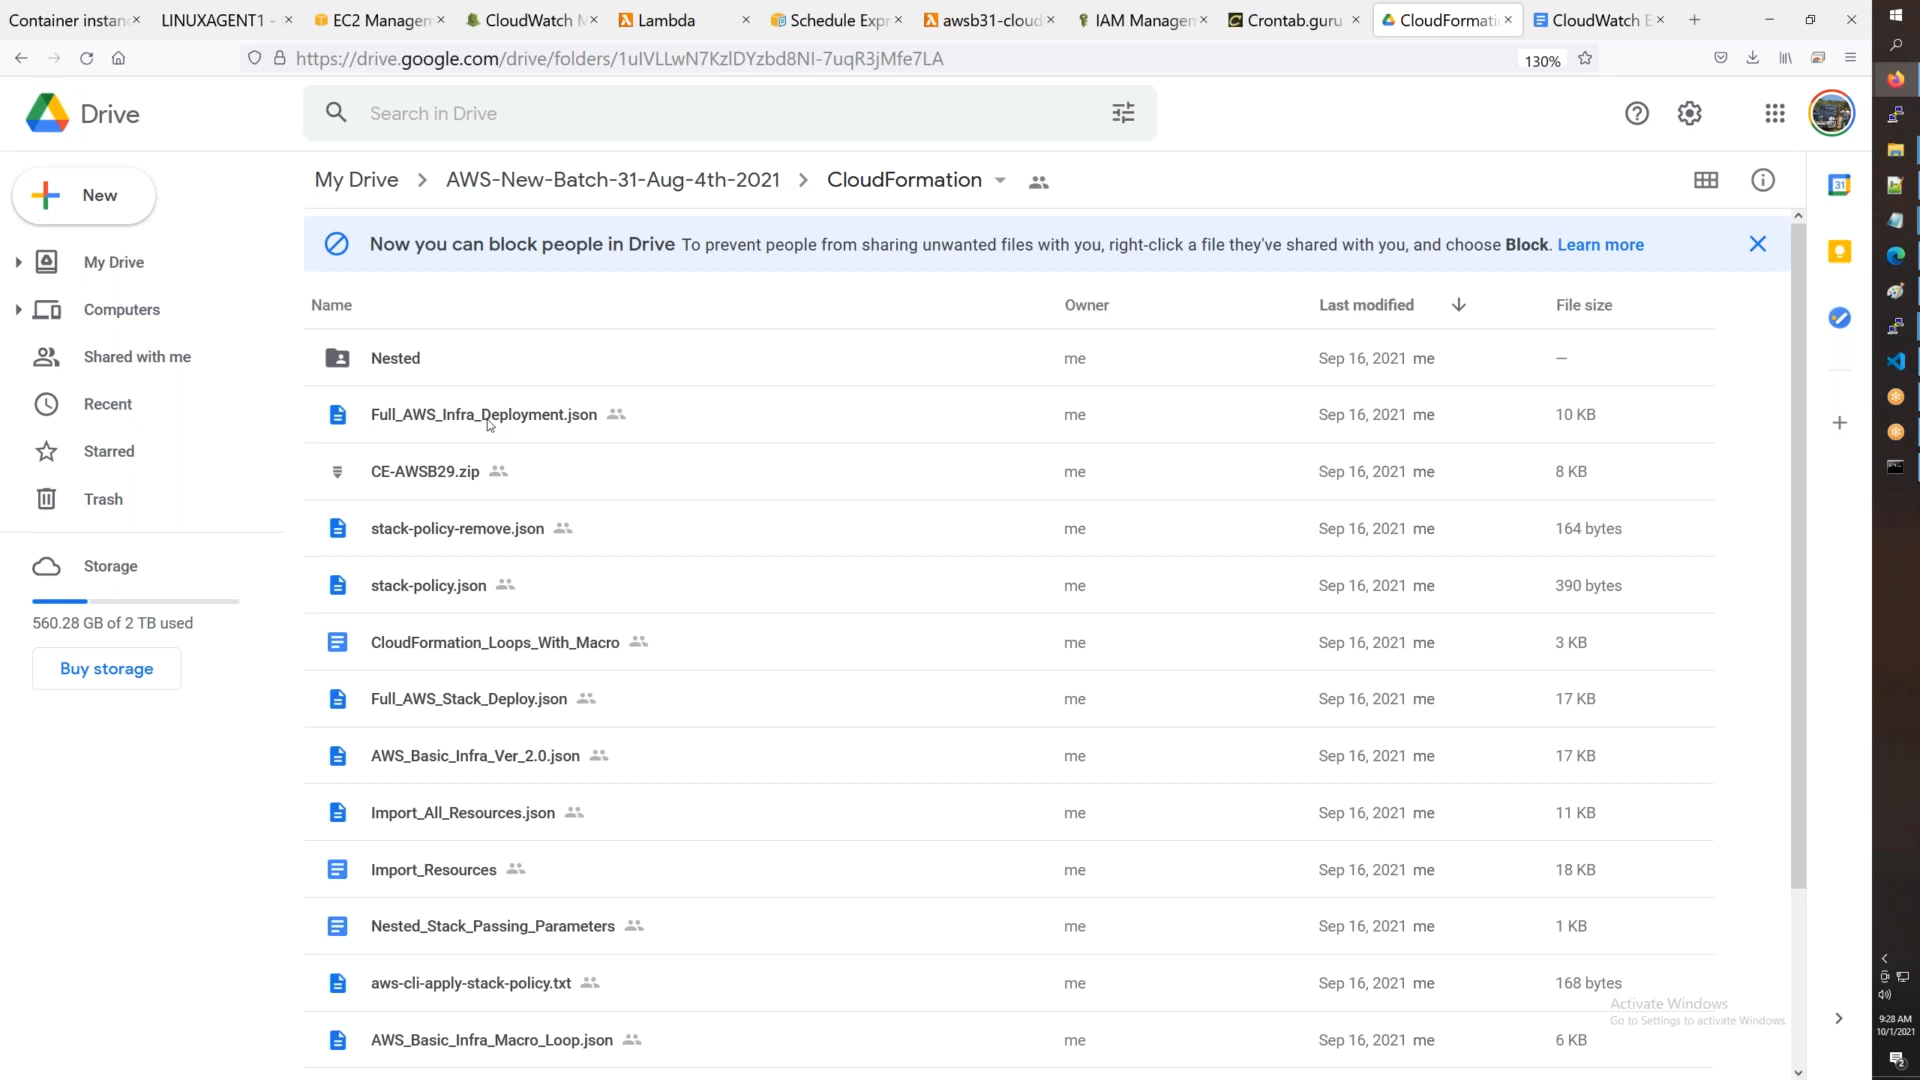 Container instanc
LINUXAGENT1 -
EC2 Managem
CloudWatch M
Lambda
Schedule Expr
awsb31-cloud
IAM Managem
Crontab.guru
CloudFormatio
CloudWatch E
https://drive.google.com/drive/folders/1uIVLLwN7KzlDYzbd8NI-7uqR3jMfe7LA
130%
Drive
Search in Drive
New
My Drive
Computers
Shared with me
Recent
Starred
Trash
Storage
560.28 GB of 2 TB used
Buy storage
My Drive > AWS-New-Batch-31-Aug-4th-2021 > CloudFormation
Now you can block people in Drive To prevent people from sharing unwanted files with you, right-click a file they've shared with you, and choose Block. Learn more
Name Owner Last modified File size
Nested me Sep 16, 2021 me —
Full_AWS_Infra_Deployment.json me Sep 16, 2021 me 10 KB
CE-AWSB29.zip me Sep 16, 2021 me 8 KB
stack-policy-remove.json me Sep 16, 2021 me 164 bytes
stack-policy.json me Sep 16, 2021 me 390 bytes
CloudFormation_Loops_With_Macro me Sep 16, 2021 me 3 KB
Full_AWS_Stack_Deploy.json me Sep 16, 2021 me 17 KB
AWS_Basic_Infra_Ver_2.0.json me Sep 16, 2021 me 17 KB
Import_All_Resources.json me Sep 16, 2021 me 11 KB
Import_Resources me Sep 16, 2021 me 18 KB
Nested_Stack_Passing_Parameters me Sep 16, 2021 me 1 KB
aws-cli-apply-stack-policy.txt me Sep 16, 2021 me 168 bytes
AWS_Basic_Infra_Macro_Loop.json me Sep 16, 2021 me 6 KB
Activate Windows
Go to Settings to activate Windows.
31
9:28 AM
10/1/2021
2